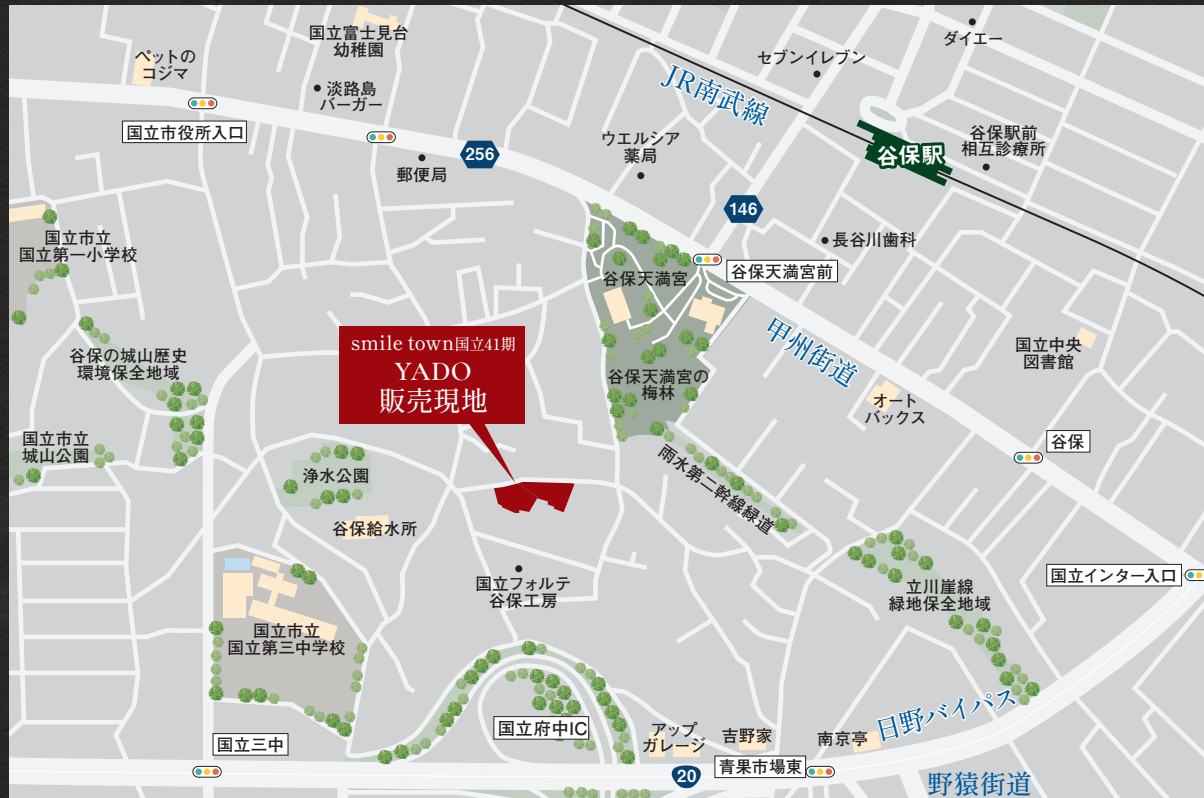 国立富士見台
幼稚園
ダイエー
ペットの
コジマ
セブンイレブン
淡路島
バーガー
JR南武線
国立市役所入口
ウエルシア
薬局
谷保駅前
相互診療所
谷保駅
256
郵便局
146
国立市立
国立第一小学校
長谷川歯科
谷保天満宮
谷保天満宮前
甲州街道
smile town国立41期
YADO
販売現地
谷保の城山歴史
環境保全地域
国立中央
図書館
谷保天満宮の
梅林
オート
バックス
国立市立
城山公園
谷保
浄水公園
雨水第二幹線緑道
谷保給水所
国立フォルテ
谷保工房
国立インター入口
立川崖線
緑地保全地域
国立市立
国立第三中学校
国立府中IC
日野バイパス
アップ
ガレージ
吉野家
南京亭
国立三中
青果市場東
20
野猿街道